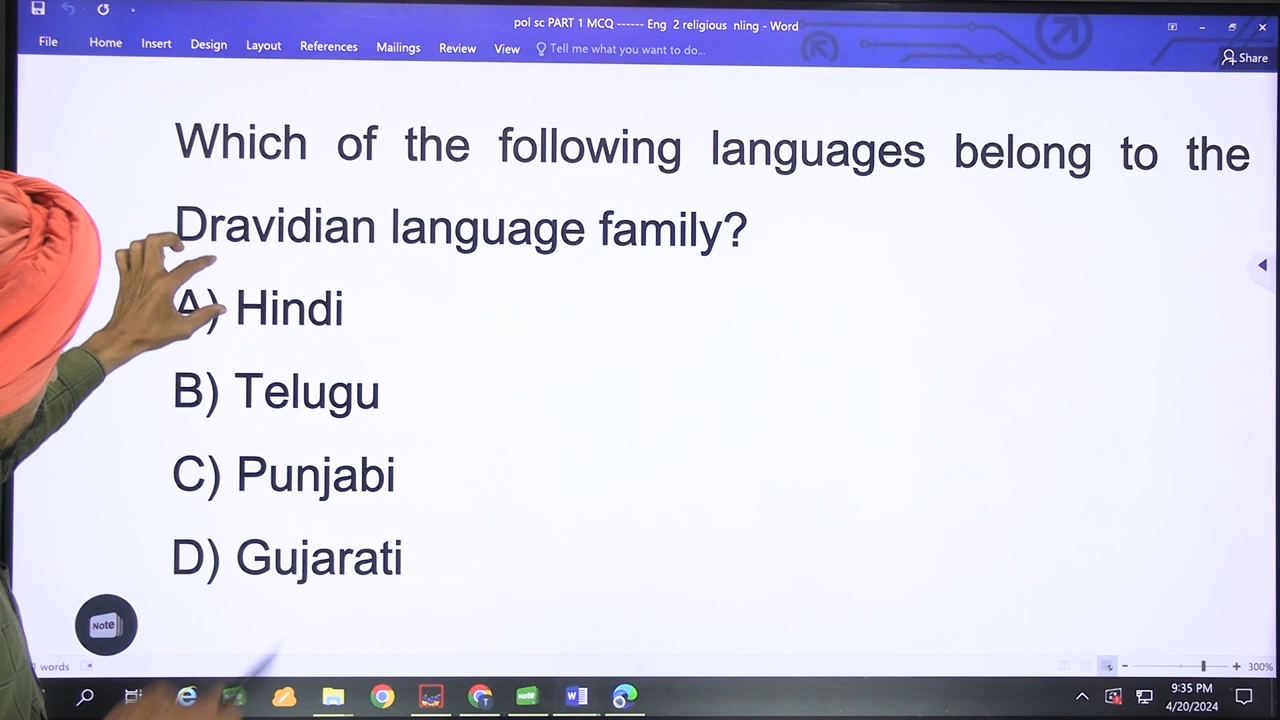 pol sc PART 1 MCQ ------ Eng 2 religious nling - Word
File Home Insert Design Layout References Mailings Review View Tell me what you want to do... Share
Which of the following languages belong to the
Dravidian language family?
A) Hindi
B) Telugu
C) Punjabi
D) Gujarati
Note
words 300%
Note
9:35 PM
4/20/2024